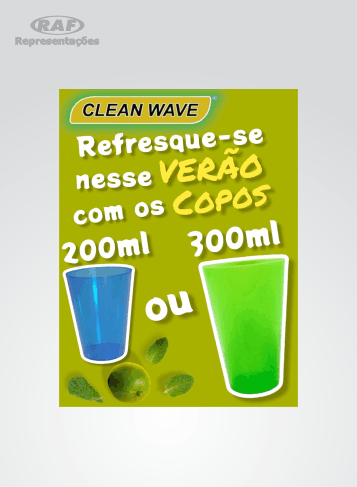 RAF
Representações
CLEAN WAVE
Refresque-se
nesse VERÃO
com os COPOS
200ml 300ml
ou